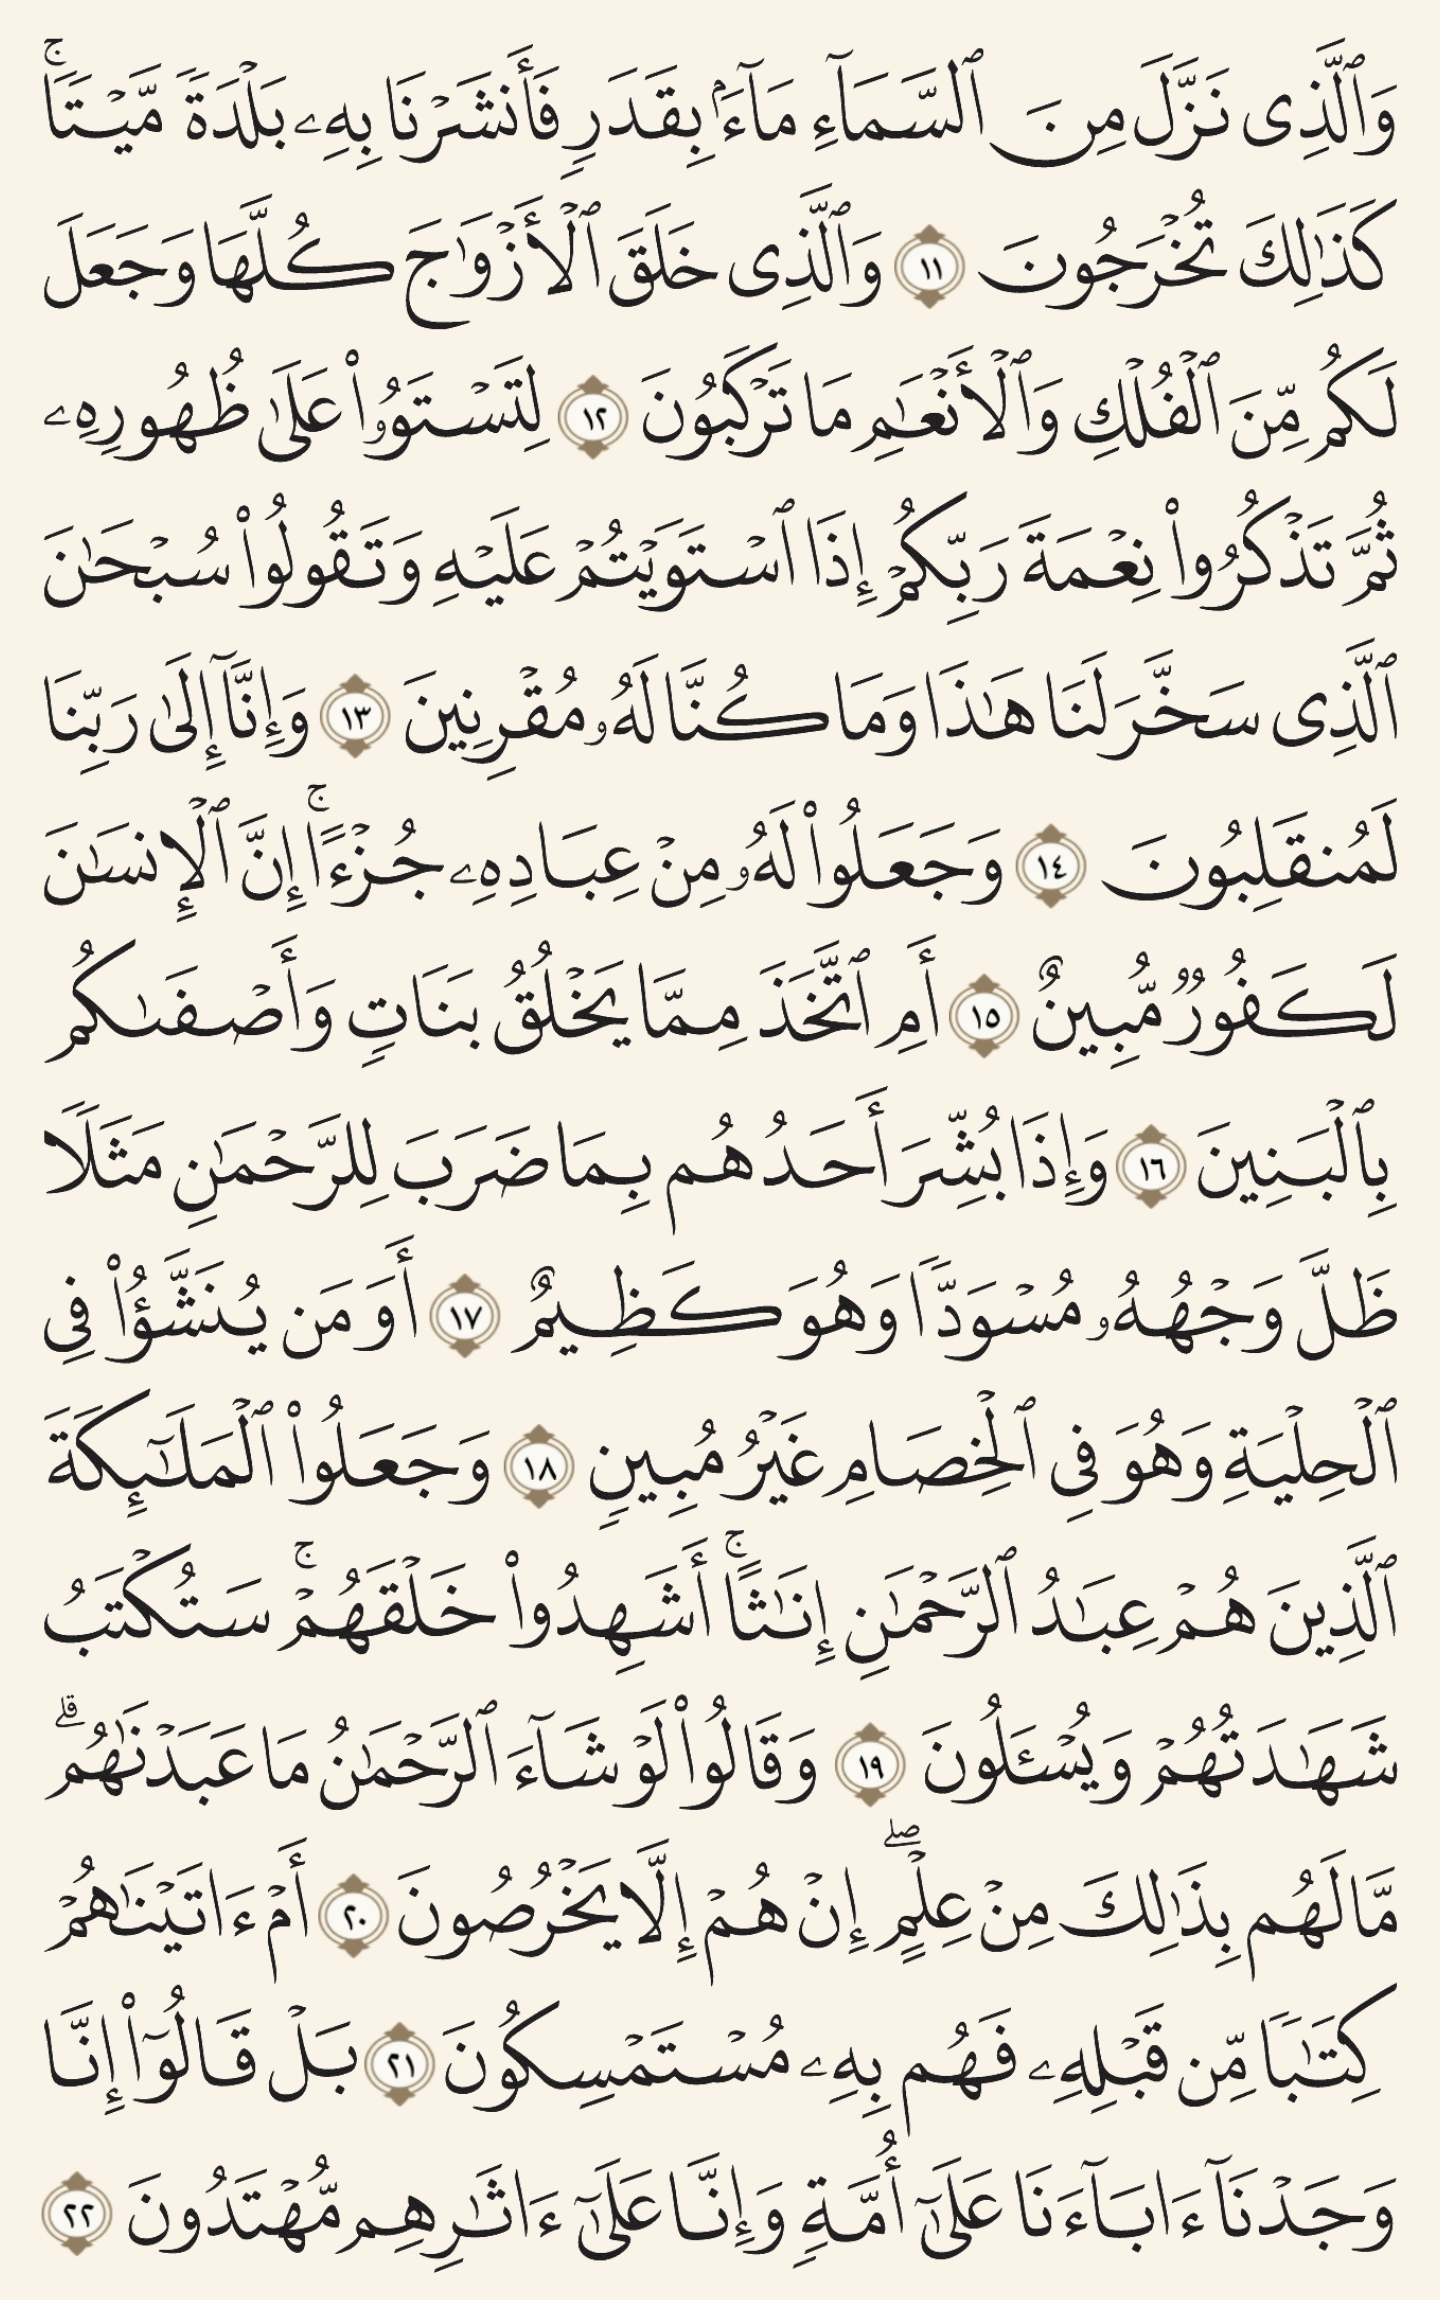 وَٱلَّذِى نَزَّلَ مِنَ ٱلسَّمَآءِ مَآءَۢ بِقَدَرٍ فَأَنشَرْنَا بِهِۦ بَلْدَةً مَّيْتًا ۚ
كَذَٰلِكَ تُخْرَجُونَ ١١ وَٱلَّذِى خَلَقَ ٱلْأَزْوَٰجَ كُلَّهَا وَجَعَلَ
لَكُم مِّنَ ٱلْفُلْكِ وَٱلْأَنْعَٰمِ مَا تَرْكَبُونَ ١٢ لِتَسْتَوُۥا۟ عَلَىٰ ظُهُورِهِۦ
ثُمَّ تَذْكُرُوا۟ نِعْمَةَ رَبِّكُمْ إِذَا ٱسْتَوَيْتُمْ عَلَيْهِ وَتَقُولُوا۟ سُبْحَٰنَ
ٱلَّذِى سَخَّرَ لَنَا هَٰذَا وَمَا كُنَّا لَهُۥ مُقْرِنِينَ ١٣ وَإِنَّآ إِلَىٰ رَبِّنَا
لَمُنقَلِبُونَ ١٤ وَجَعَلُوا۟ لَهُۥ مِنْ عِبَادِهِۦ جُزْءًا ۚ إِنَّ ٱلْإِنسَٰنَ
لَكَفُورٌ مُّبِينٌ ١٥ أَمِ ٱتَّخَذَ مِمَّا يَخْلُقُ بَنَاتٍ وَأَصْفَىٰكُم
بِٱلْبَنِينَ ١٦ وَإِذَا بُشِّرَ أَحَدُهُم بِمَا ضَرَبَ لِلرَّحْمَٰنِ مَثَلًا
ظَلَّ وَجْهُهُۥ مُسْوَدًّا وَهُوَ كَظِيمٌ ١٧ أَوَمَن يُنَشَّؤُا۟ فِى
ٱلْحِلْيَةِ وَهُوَ فِى ٱلْخِصَامِ غَيْرُ مُبِينٍ ١٨ وَجَعَلُوا۟ ٱلْمَلَٰٓئِكَةَ
ٱلَّذِينَ هُمْ عِبَٰدُ ٱلرَّحْمَٰنِ إِنَٰثًا ۚ أَشَهِدُوا۟ خَلْقَهُمْ ۚ سَتُكْتَبُ
شَهَٰدَتُهُمْ وَيُسْـَٔلُونَ ١٩ وَقَالُوا۟ لَوْ شَآءَ ٱلرَّحْمَٰنُ مَا عَبَدْنَٰهُم ۗ
مَّا لَهُم بِذَٰلِكَ مِنْ عِلْمٍ ۖ إِنْ هُمْ إِلَّا يَخْرُصُونَ ٢٠ أَمْ ءَاتَيْنَٰهُمْ
كِتَٰبًا مِّن قَبْلِهِۦ فَهُم بِهِۦ مُسْتَمْسِكُونَ ٢١ بَلْ قَالُوٓا۟ إِنَّا
وَجَدْنَآ ءَابَآءَنَا عَلَىٰٓ أُمَّةٍ وَإِنَّا عَلَىٰٓ ءَاثَٰرِهِم مُّهْتَدُونَ ٢٢